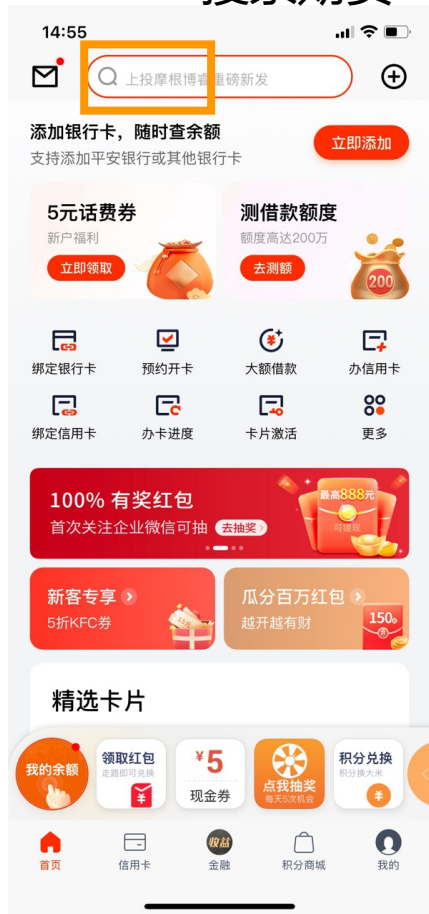 14:55
上投摩根博睿重磅新发
添加银行卡，随时查余额
支持添加平安银行或其他银行卡
立即添加
5元话费券
新户福利
立即领取
测借款额度
额度高达200万
去测额
200
绑定银行卡
预约开卡
大额借款
办信用卡
绑定信用卡
办卡进度
卡片激活
更多
100% 有奖红包
首次关注企业微信可抽
去抽奖
最高888元
可提现
新客专享
5折KFC券
瓜分百万红包
越开越有财
150
精选卡片
我的余额
领取红包
走路即可兑换
¥5
现金券
点我抽奖
每天5次机会
积分兑换
积分换大米
首页
信用卡
收益
金融
积分商城
我的